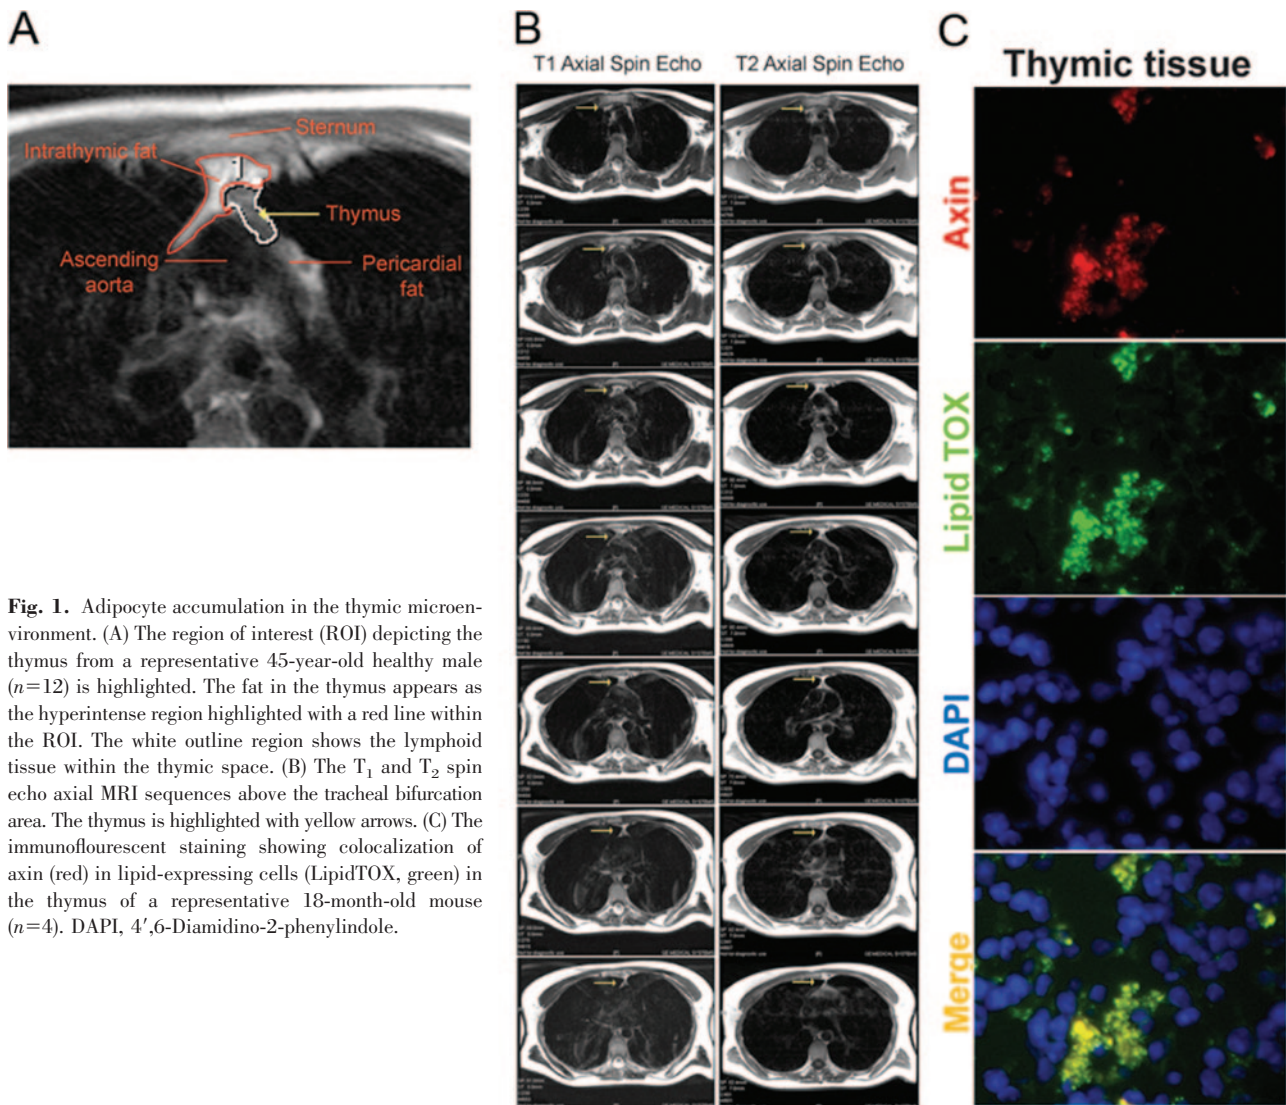 A
Sternum
Intrathymic fat
Thymus
Ascending
aorta
Pericardial
fat
B
T1 Axial Spin Echo
T2 Axial Spin Echo
C
Thymic tissue
Axin
Lipid TOX
DAPI
Merge
Fig. 1. Adipocyte accumulation in the thymic microen-
vironment. (A) The region of interest (ROI) depicting the
thymus from a representative 45-year-old healthy male
(n=12) is highlighted. The fat in the thymus appears as
the hyperintense region highlighted with a red line within
the ROI. The white outline region shows the lymphoid
tissue within the thymic space. (B) The T1 and T2 spin
echo axial MRI sequences above the tracheal bifurcation
area. The thymus is highlighted with yellow arrows. (C) The
immunoflourescent staining showing colocalization of
axin (red) in lipid-expressing cells (LipidTOX, green) in
the thymus of a representative 18-month-old mouse
(n=4). DAPI, 4′,6-Diamidino-2-phenylindole.